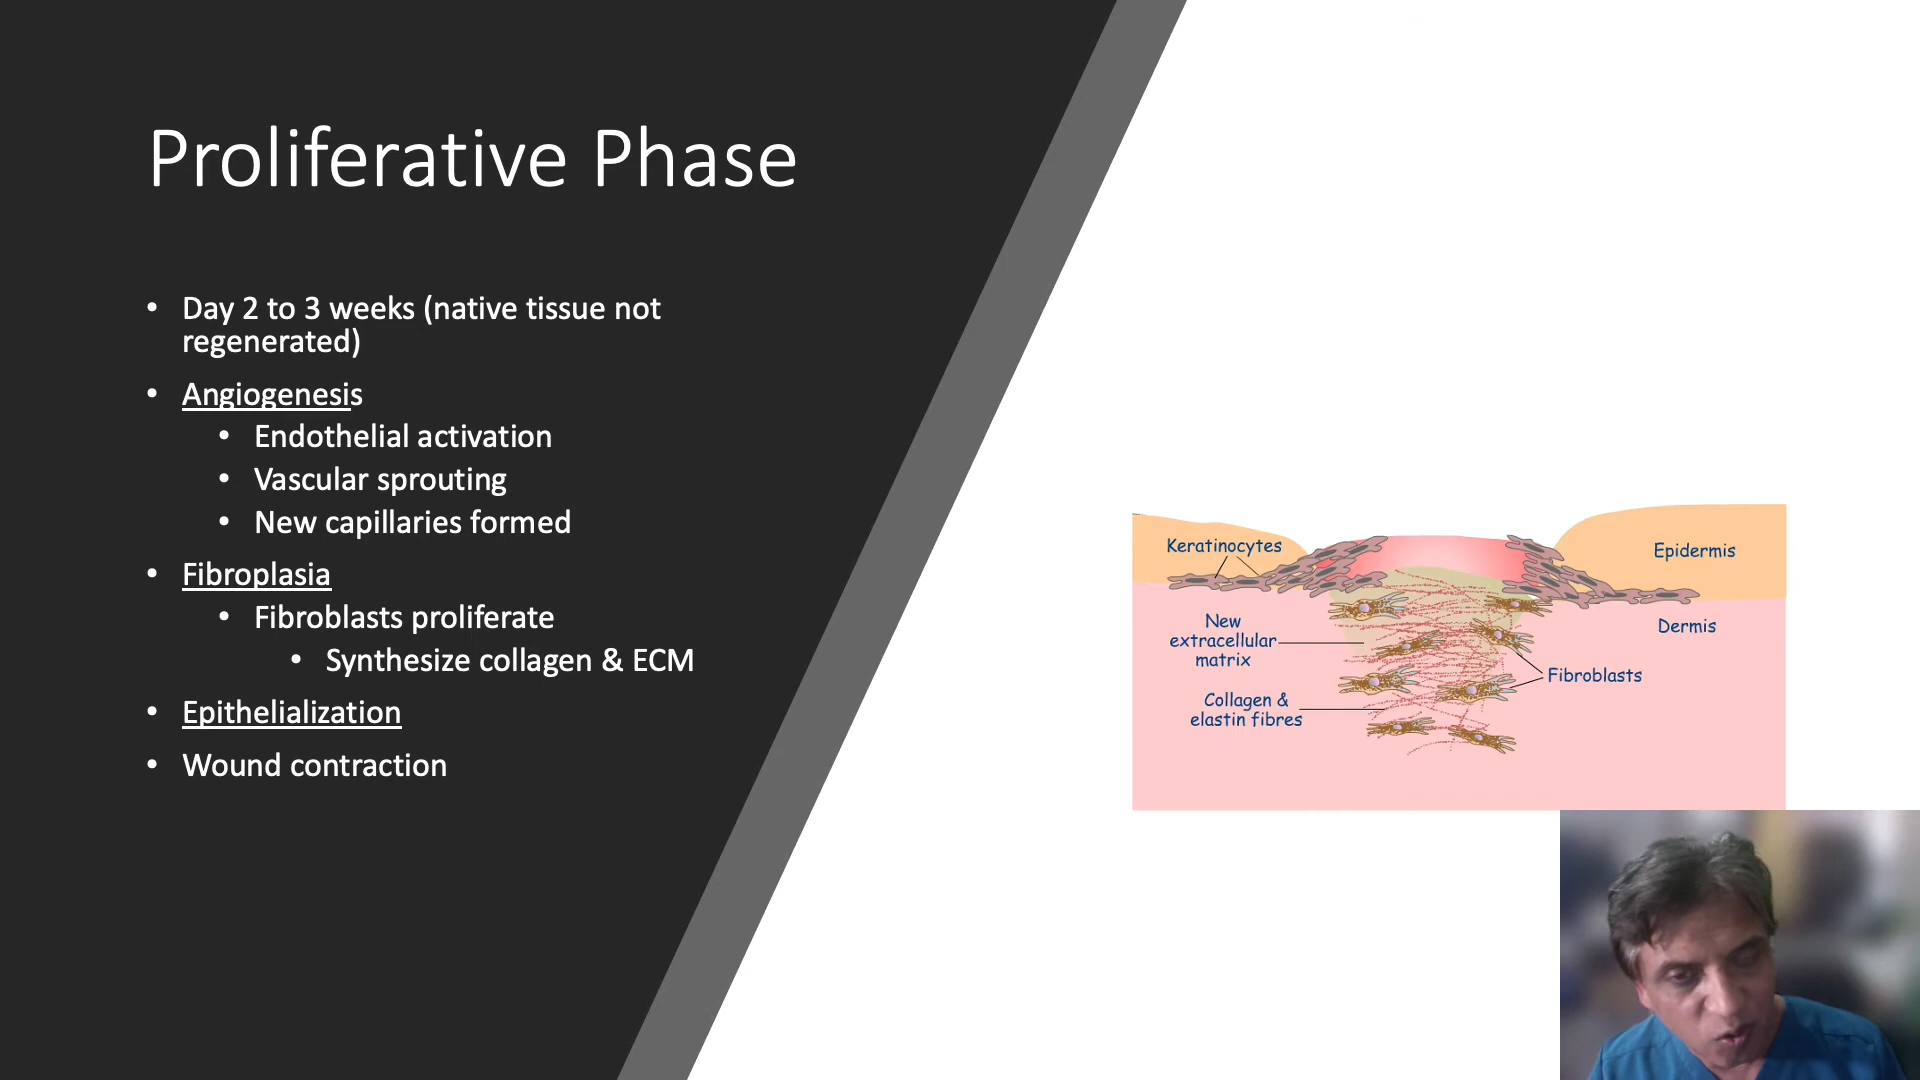 Proliferative Phase
• Day 2 to 3 weeks (native tissue not
regenerated)
• Angiogenesis
• Endothelial activation
• Vascular sprouting
• New capillaries formed
• Fibroplasia
• Fibroblasts proliferate
• Synthesize collagen & ECM
• Epithelialization
• Wound contraction
Keratinocytes
Epidermis
New
extracellular
matrix
Dermis
Fibroblasts
Collagen &
elastin fibres